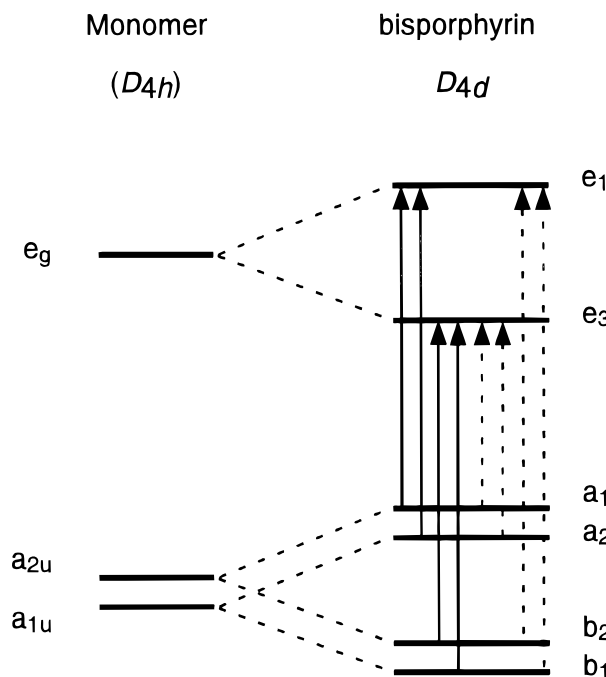 Monomer bisporphyrin
(D4h) D4d
e1
eg
e3
a1
a2
a2u
a1u
b2
b1